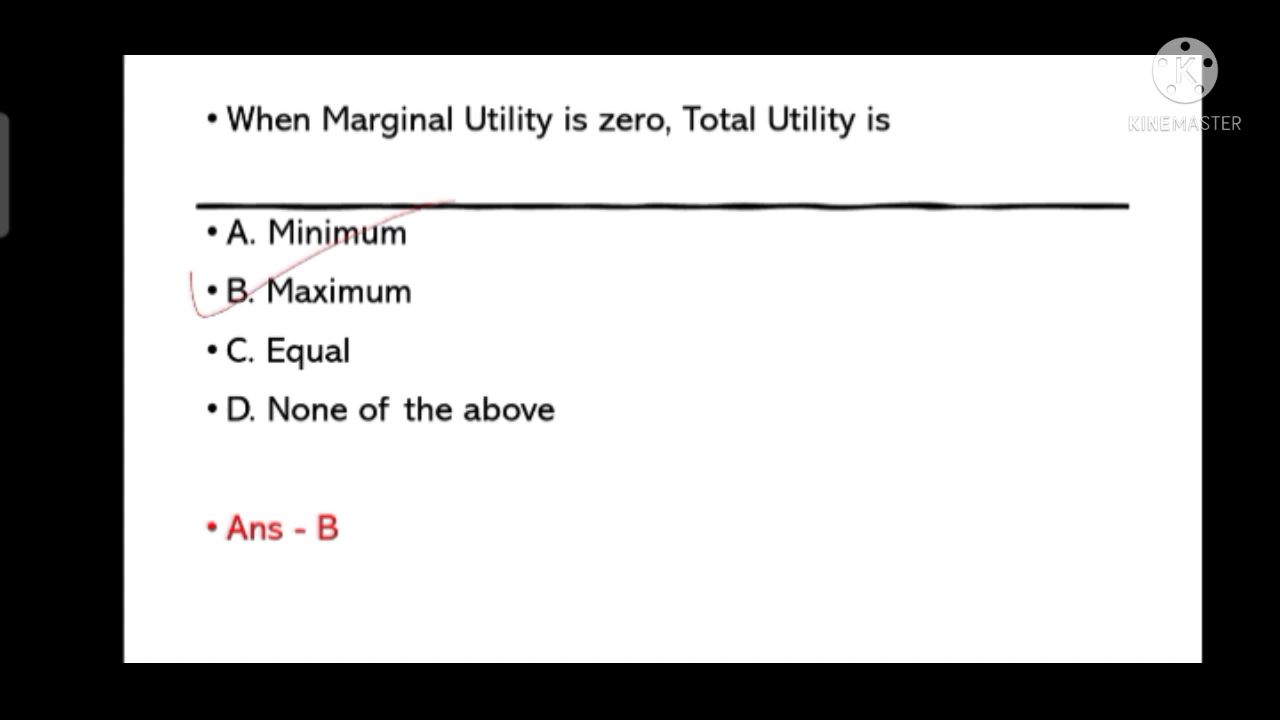 • When Marginal Utility is zero, Total Utility is
• A. Minimum
• B. Maximum
• C. Equal
• D. None of the above
• Ans - B
K
KINEMASTER